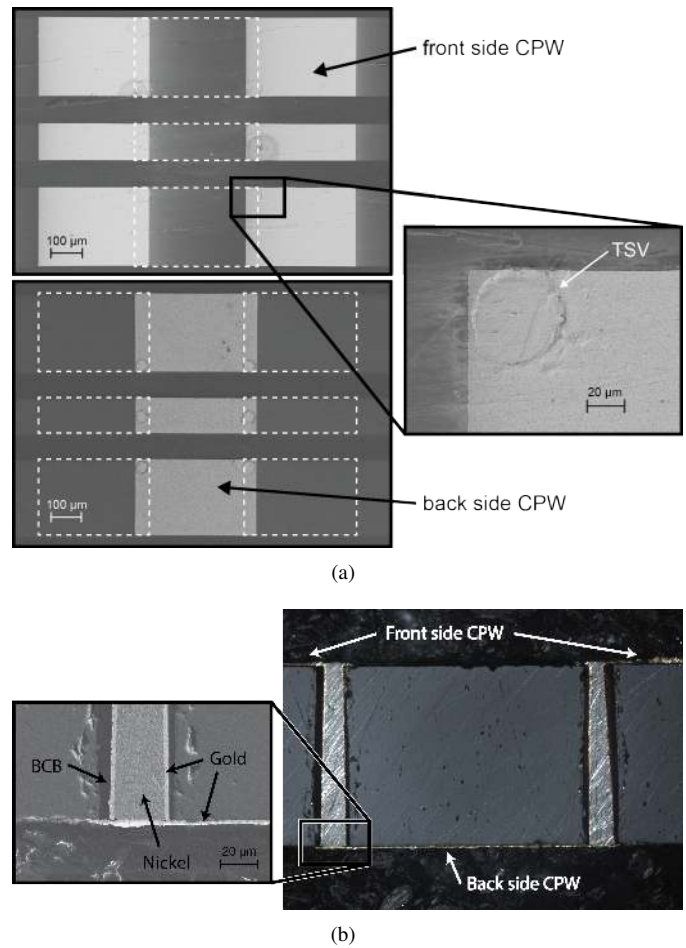 front side CPW
100 µm
TSV
20 µm
100 µm
back side CPW
(a)
Front side CPW
BCB
Gold
Nickel
20 µm
Back side CPW
(b)